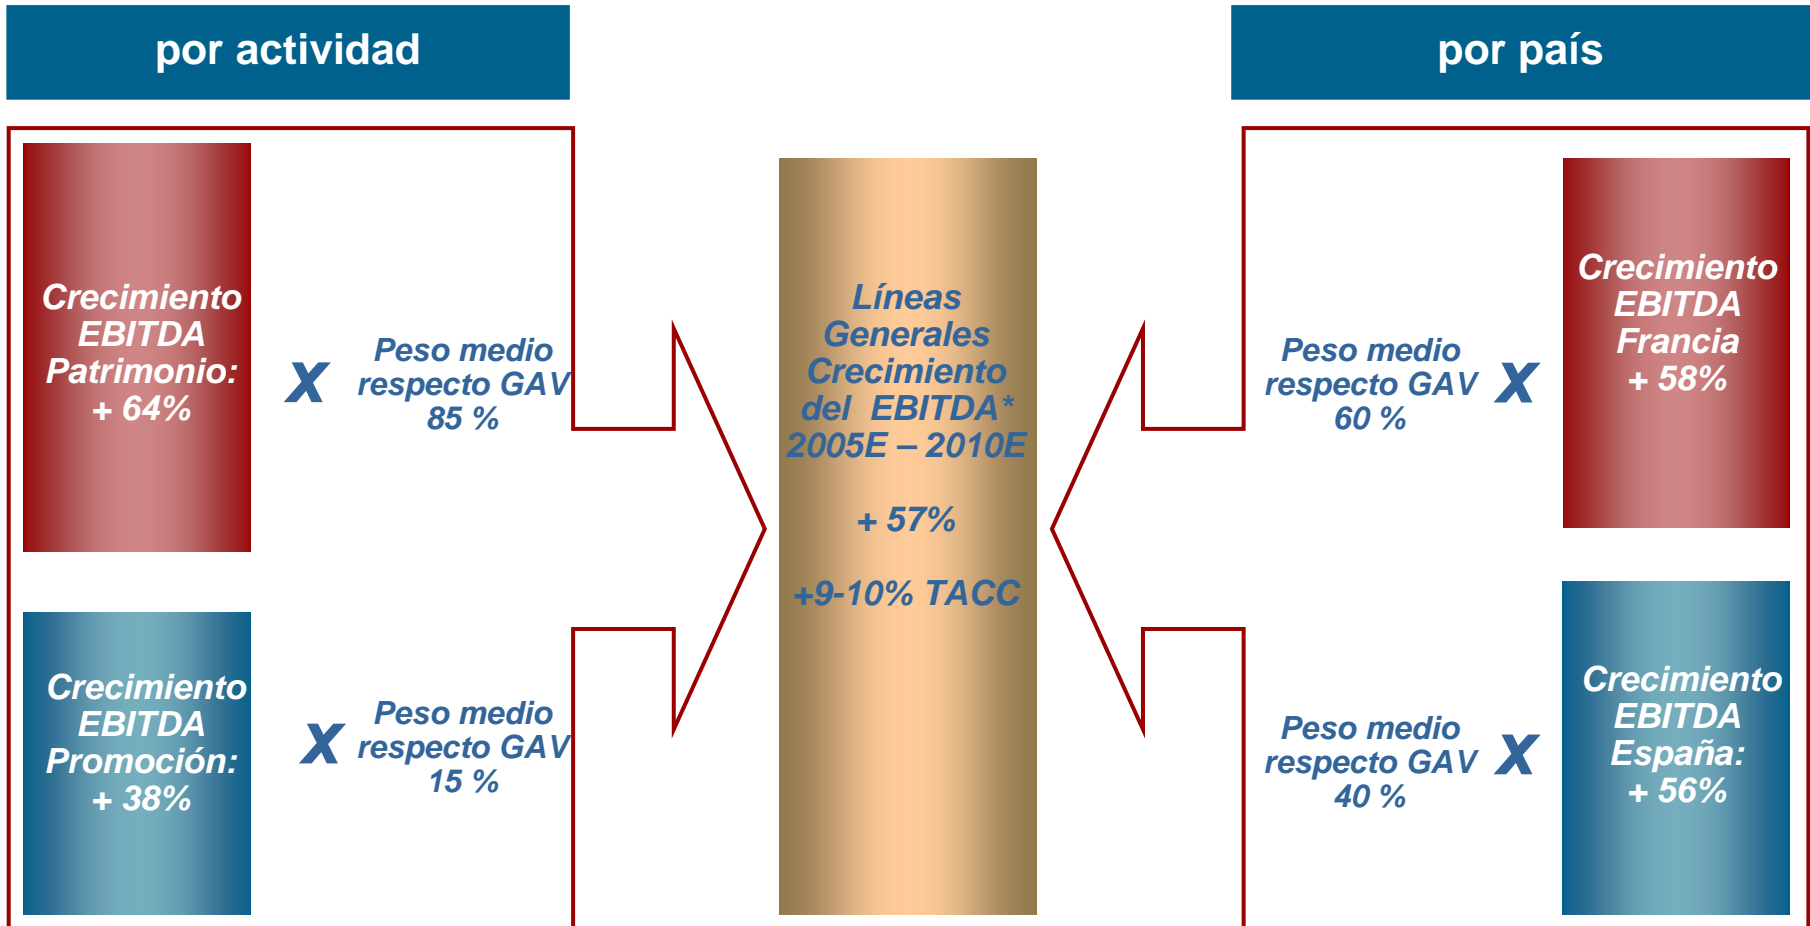 por actividad
Crecimiento
EBITDA
Patrimonio:
+ 64%
X
Peso medio
respecto GAV
85 %
Crecimiento
EBITDA
Promoción:
+ 38%
X
Peso medio
respecto GAV
15 %
Líneas
Generales
Crecimiento
del EBITDA*
2005E – 2010E
+ 57%
+9-10% TACC
por país
Peso medio
respecto GAV
60 %
X
Crecimiento
EBITDA
Francia
+ 58%
Peso medio
respecto GAV
40 %
X
Crecimiento
EBITDA
España:
+ 56%